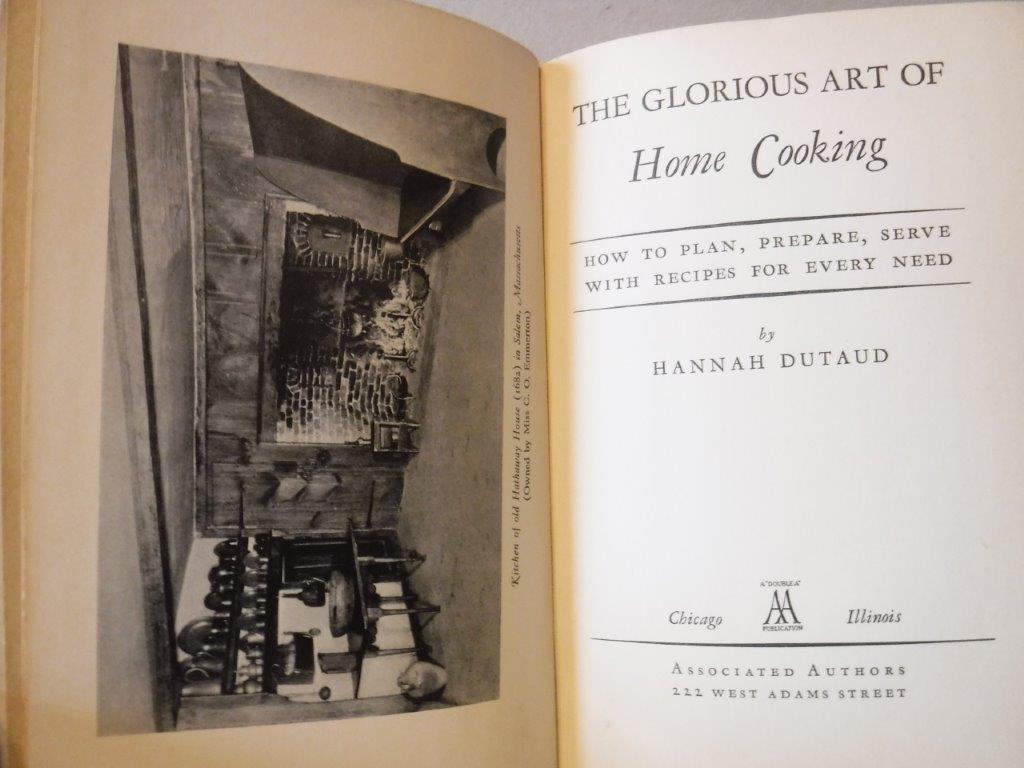 Kitchen of old Hathaway House (1682) in Salem, Massachusetts
(Owned by Miss C. O. Emmerton)
THE GLORIOUS ART OF
Home Cooking
HOW TO PLAN, PREPARE, SERVE
WITH RECIPES FOR EVERY NEED
by
HANNAH DUTAUD
A "DOUBLE A"
AA
PUBLICATION
Chicago Illinois
ASSOCIATED AUTHORS
222 WEST ADAMS STREET